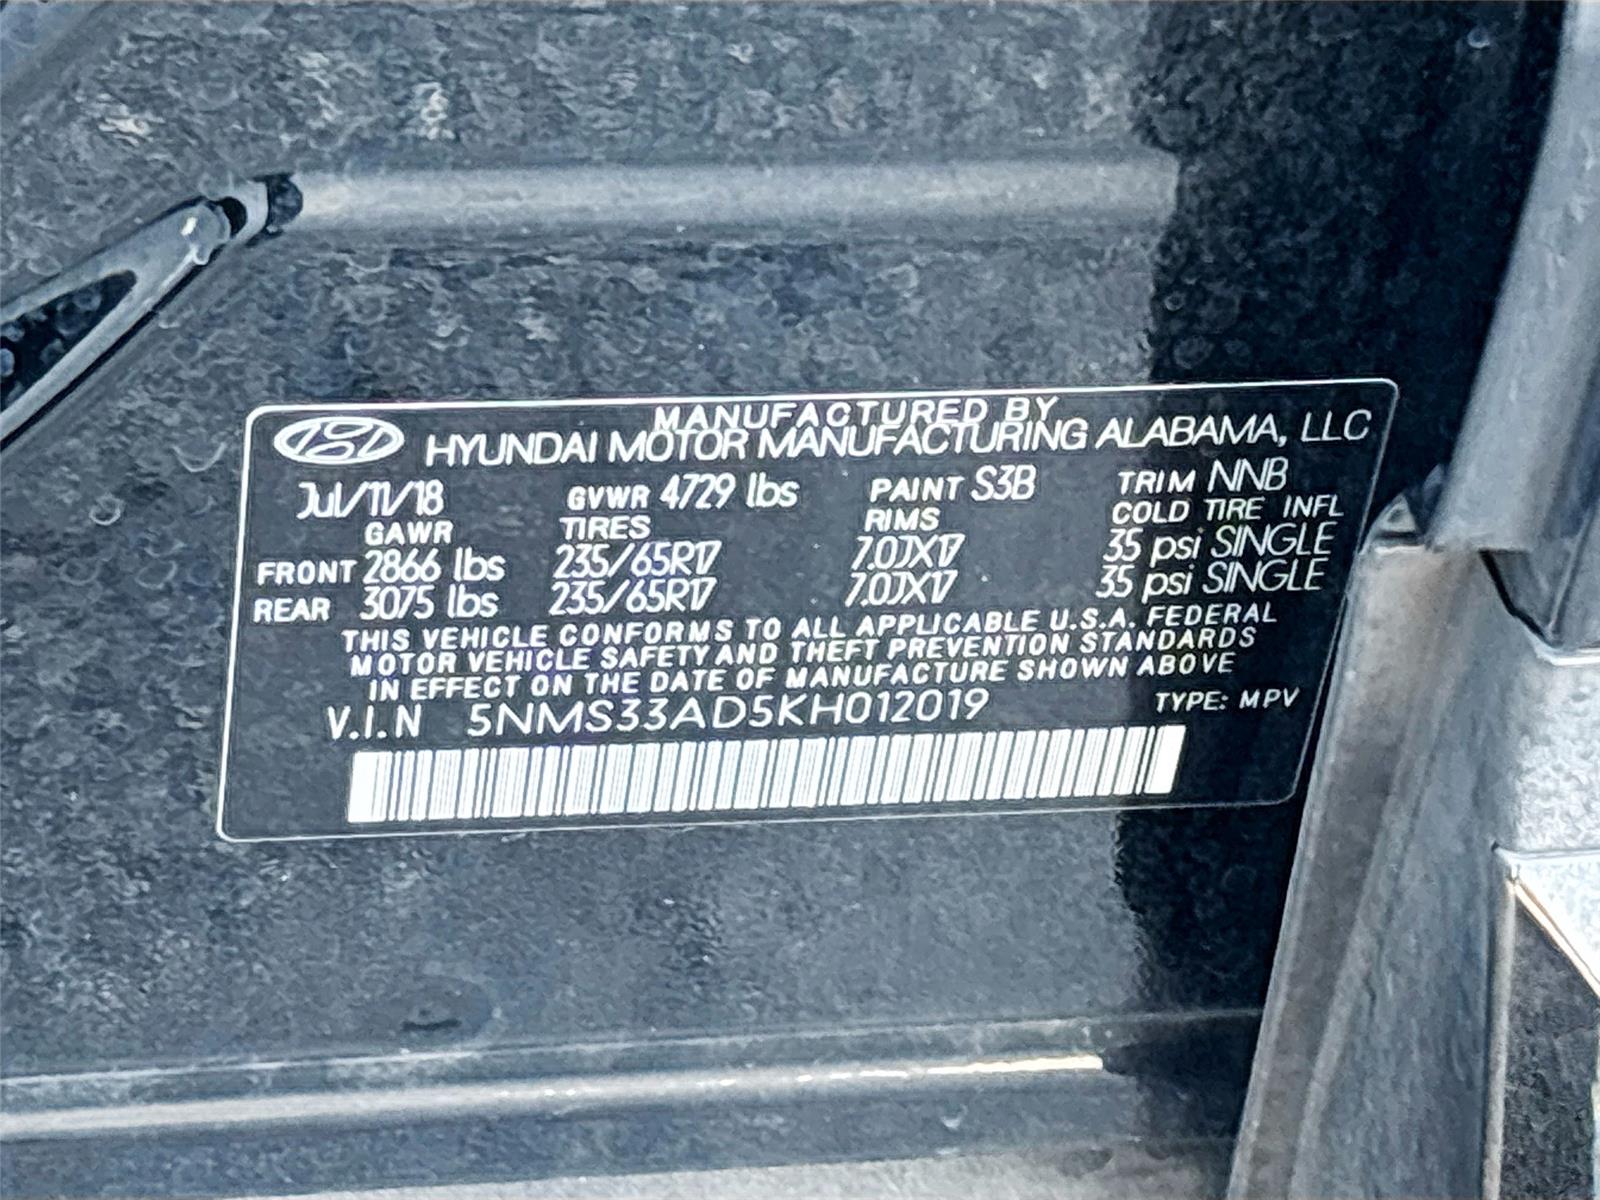 MANUFACTURED BY
HYUNDAI MOTOR MANUFACTURING ALABAMA, LLC
Jul/11/18 GVWR 4729 lbs PAINT S3B TRIM NNB
GAWR TIRES RIMS COLD TIRE INFL
FRONT 2866 lbs 235/65R17 7.0JX17 35 psi SINGLE
REAR 3075 lbs 235/65R17 7.0JX17 35 psi SINGLE
THIS VEHICLE CONFORMS TO ALL APPLICABLE U.S.A. FEDERAL
MOTOR VEHICLE SAFETY AND THEFT PREVENTION STANDARDS
IN EFFECT ON THE DATE OF MANUFACTURE SHOWN ABOVE
V.I.N 5NMS33AD5KH012019 TYPE: MPV